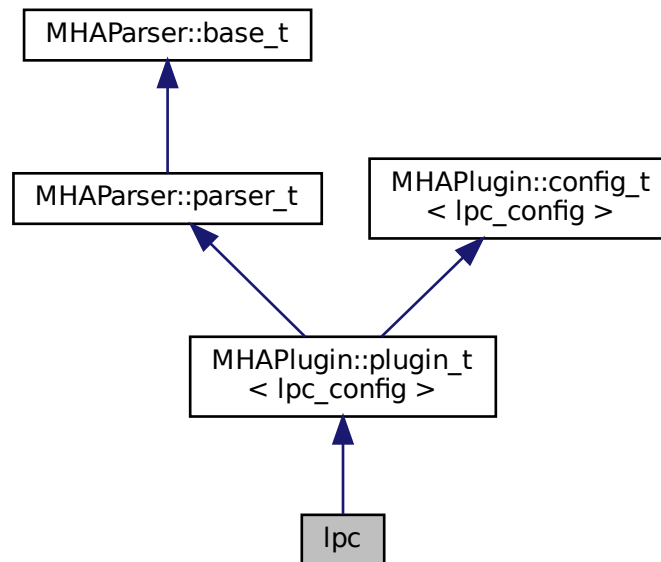 MHAParser::base_t
MHAParser::parser_t
MHAPlugin::config_t
< lpc_config >
MHAPlugin::plugin_t
< lpc_config >
lpc